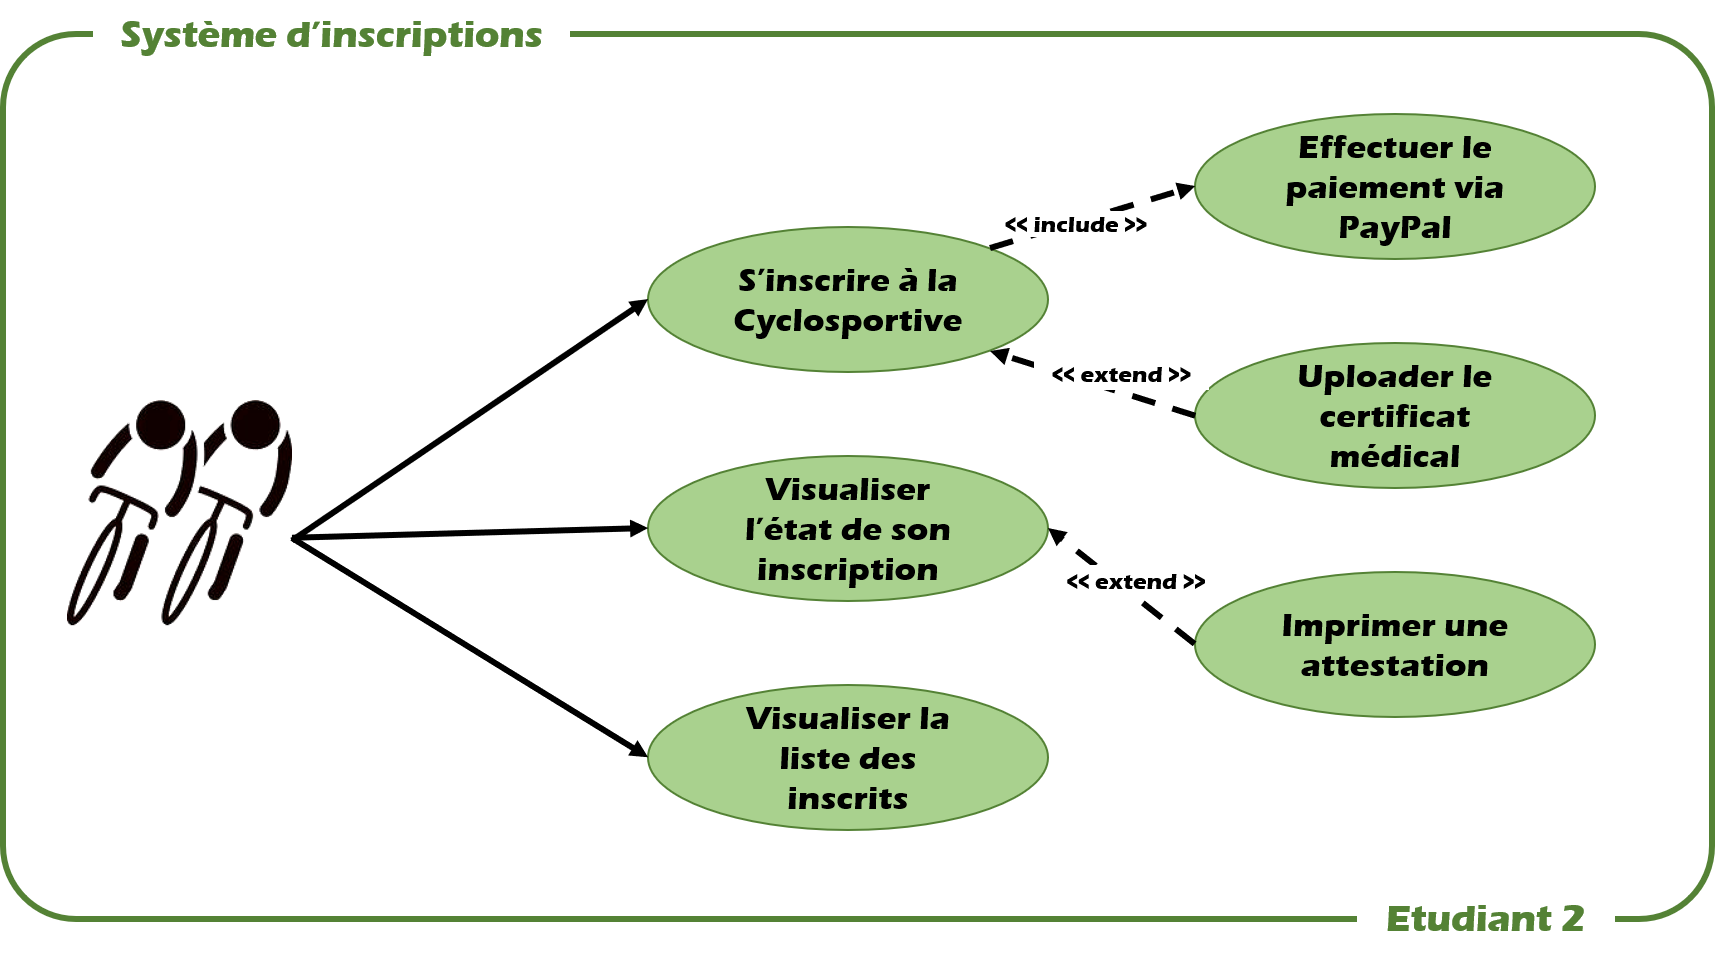 Système d’inscriptions
Effectuer le
paiement via
PayPal
<< include >>
S’inscrire à la
Cyclosportive
<< extend >>
Uploader le
certificat
médical
Visualiser
l’état de son
inscription
<< extend >>
Imprimer une
attestation
Visualiser la
liste des
inscrits
Etudiant 2